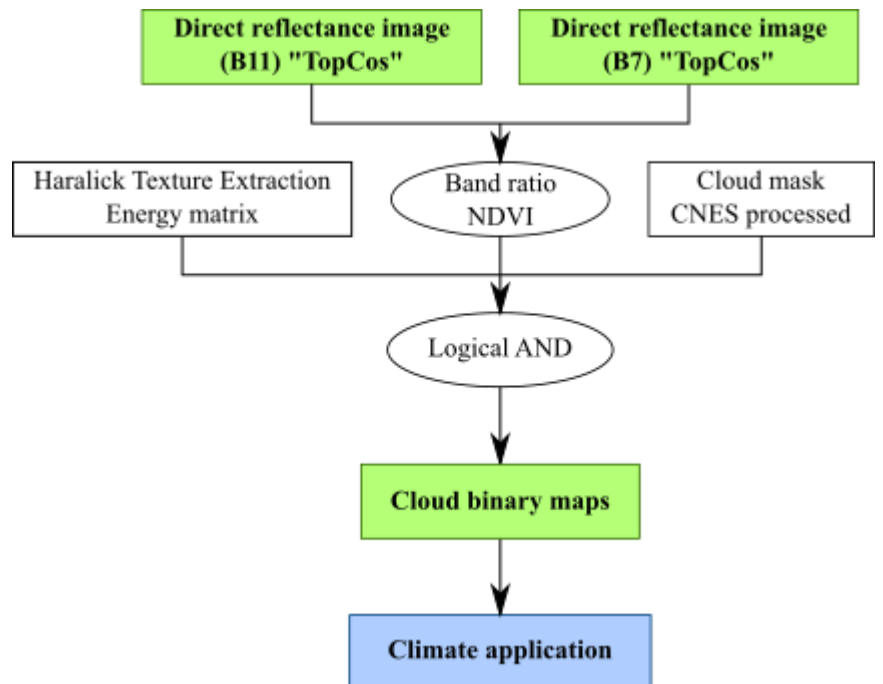 Direct reflectance image
(B11) "TopCos"
Direct reflectance image
(B7) "TopCos"
Haralick Texture Extraction
Energy matrix
Band ratio
NDVI
Cloud mask
CNES processed
Logical AND
Cloud binary maps
Climate application